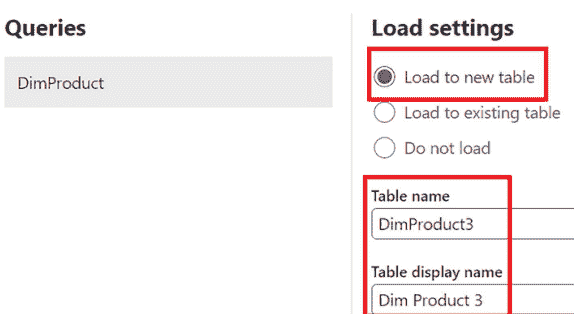 Queries
DimProduct
Load settings
Load to new table
Load to existing table
Do not load
Table name
DimProduct3
Table display name
Dim Product 3